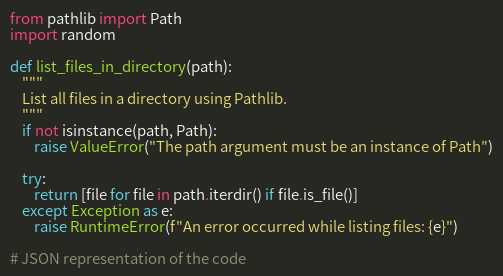 from pathlib import Path
import random

def list_files_in_directory(path):
    """
    List all files in a directory using Pathlib.
    """
    if not isinstance(path, Path):
        raise ValueError("The path argument must be an instance of Path")

    try:
        return [file for file in path.iterdir() if file.is_file()]
    except Exception as e:
        raise RuntimeError(f"An error occurred while listing files: {e}")

# JSON representation of the code